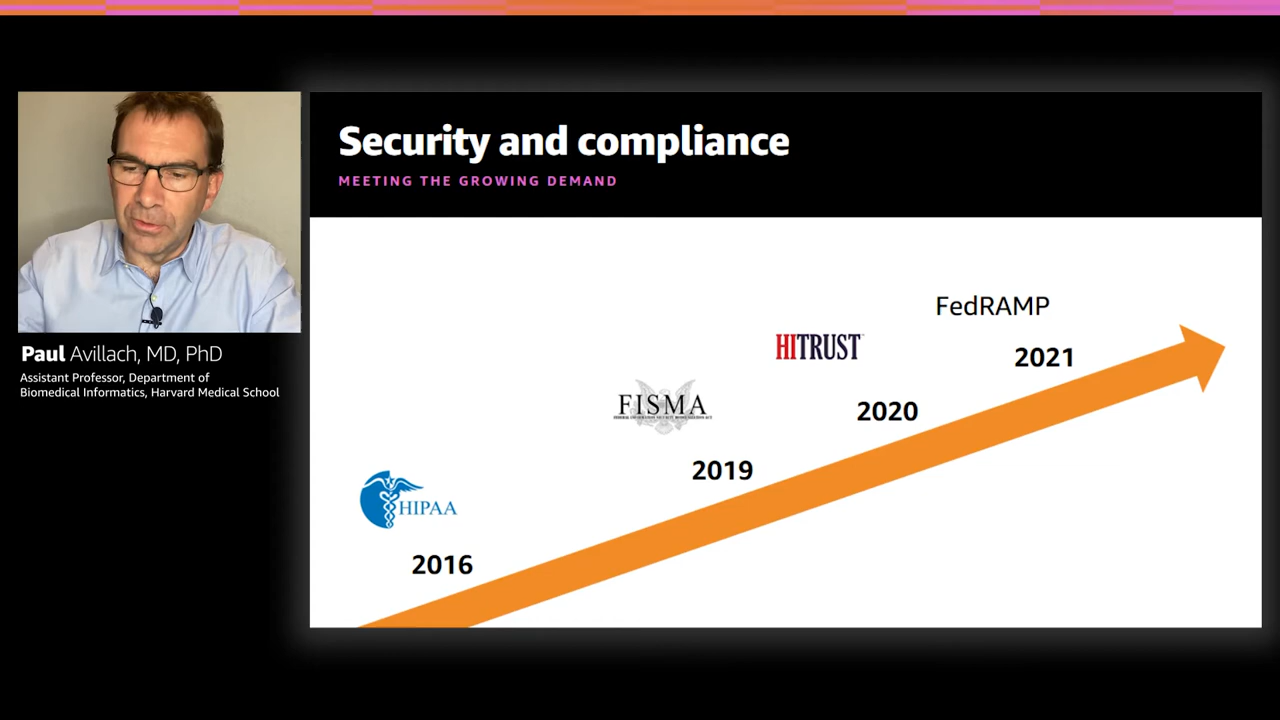 Security and compliance
MEETING THE GROWING DEMAND
FedRAMP
2021
HITRUST
2020
FISMA
2019
HIPAA
2016
Paul Avillach, MD, PhD
Assistant Professor, Department of
Biomedical Informatics, Harvard Medical School